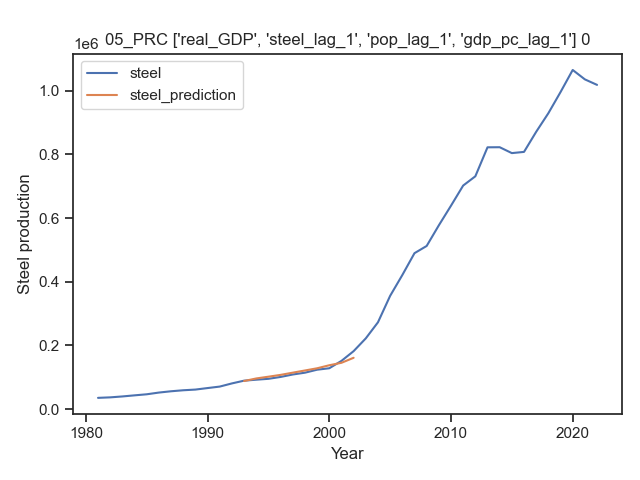 05_PRC ['real_GDP', 'steel_lag_1', 'pop_lag_1', 'gdp_pc_lag_1'] 0
1e6
steel
steel_prediction
1.0
0.8
0.6
0.4
0.2
0.0
Steel production
1980
1990
2000
2010
2020
Year